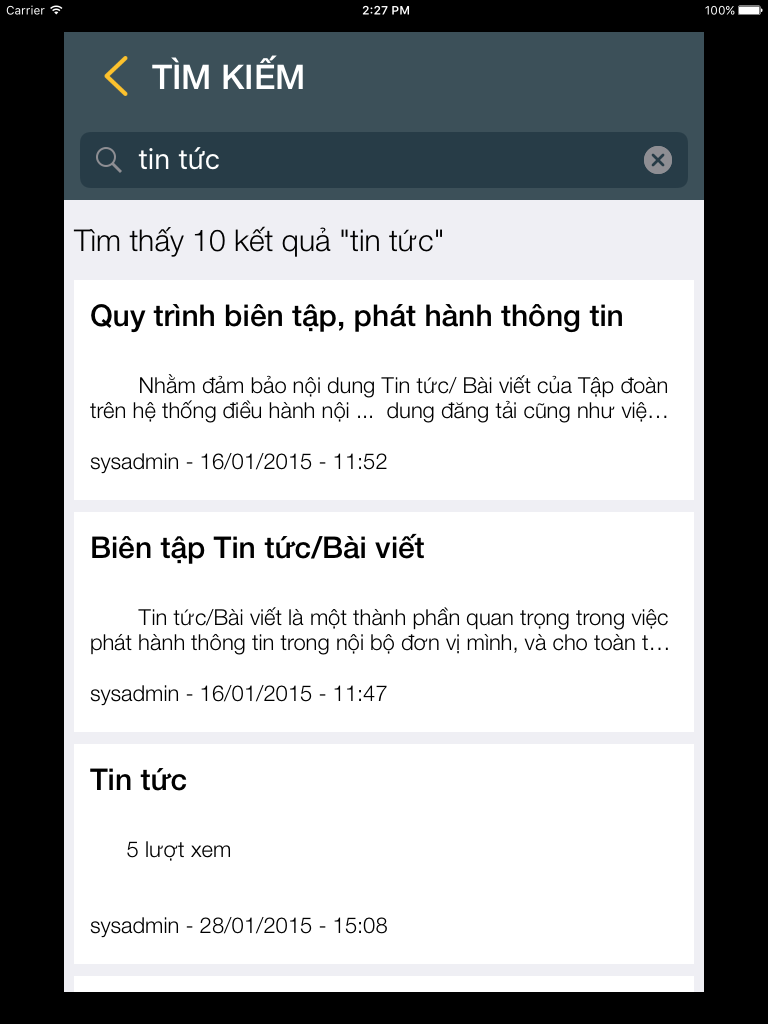 Carrier 2:27 PM 100%
TÌM KIẾM
tin tức
Tìm thấy 10 kết quả "tin tức"
Quy trình biên tập, phát hành thông tin
Nhằm đảm bảo nội dung Tin tức/ Bài viết của Tập đoàn
trên hệ thống điều hành nội ... dung đăng tải cũng như việ...
sysadmin - 16/01/2015 - 11:52
Biên tập Tin tức/Bài viết
Tin tức/Bài viết là một thành phần quan trọng trong việc
phát hành thông tin trong nội bộ đơn vị mình, và cho toàn t...
sysadmin - 16/01/2015 - 11:47
Tin tức
5 lượt xem
sysadmin - 28/01/2015 - 15:08